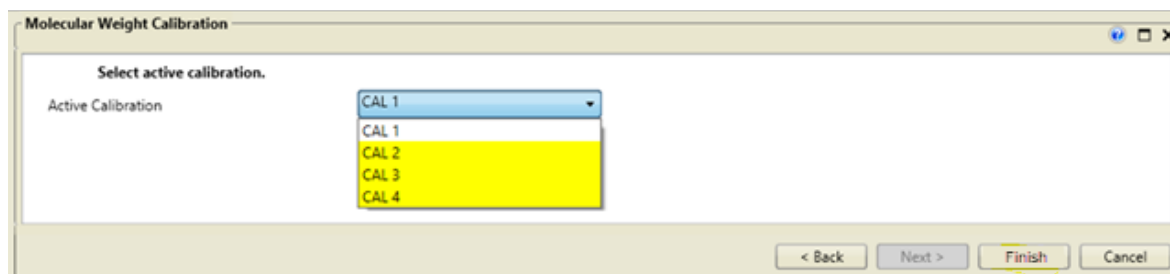 Molecular Weight Calibration
Select active calibration.
Active Calibration
CAL 1
CAL 1
CAL 2
CAL 3
CAL 4
< Back Next > Finish Cancel